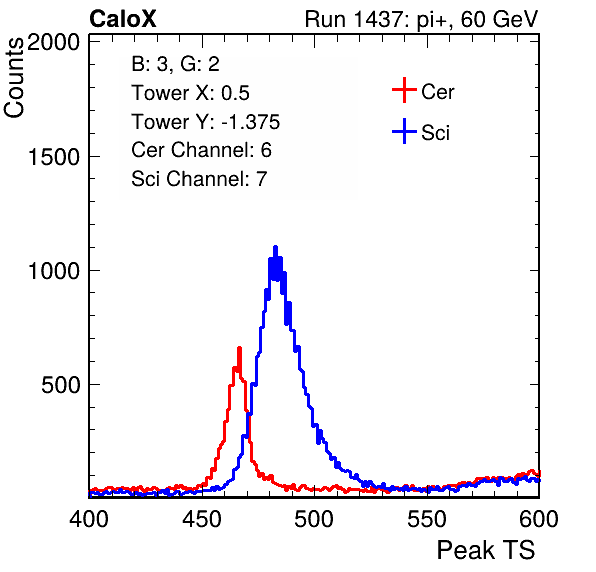 CaloX Run 1437: pi+, 60 GeV
Counts
2000
1500
1000
500
B: 3, G: 2
Tower X: 0.5
Tower Y: -1.375
Cer Channel: 6
Sci Channel: 7
Cer
Sci
400 450 500 550 600
Peak TS